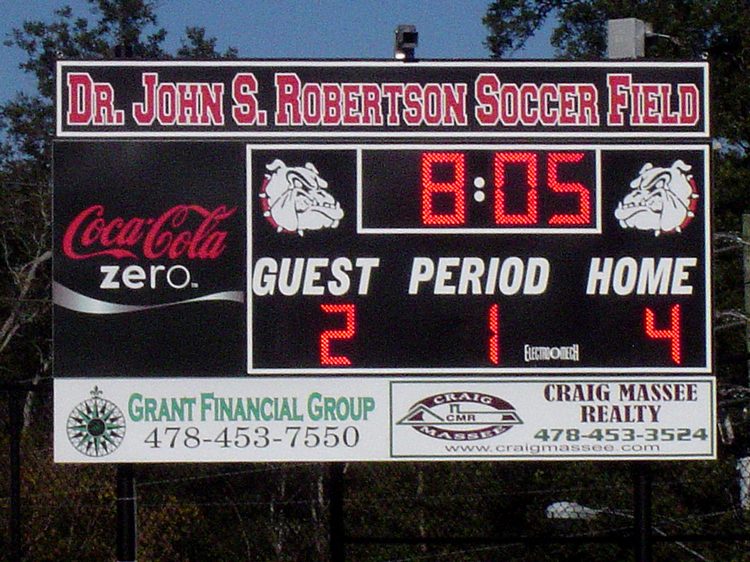 DR. JOHN S. ROBERTSON SOCCER FIELD
Coca-Cola
zero™
8:05
GUEST PERIOD HOME
2 1 4
ELECTRO-MECH
GRANT FINANCIAL GROUP
478-453-7550
CRAIG
CMR
MASSEE
CRAIG MASSEE
REALTY
478-453-3524
www.craigmassee.com